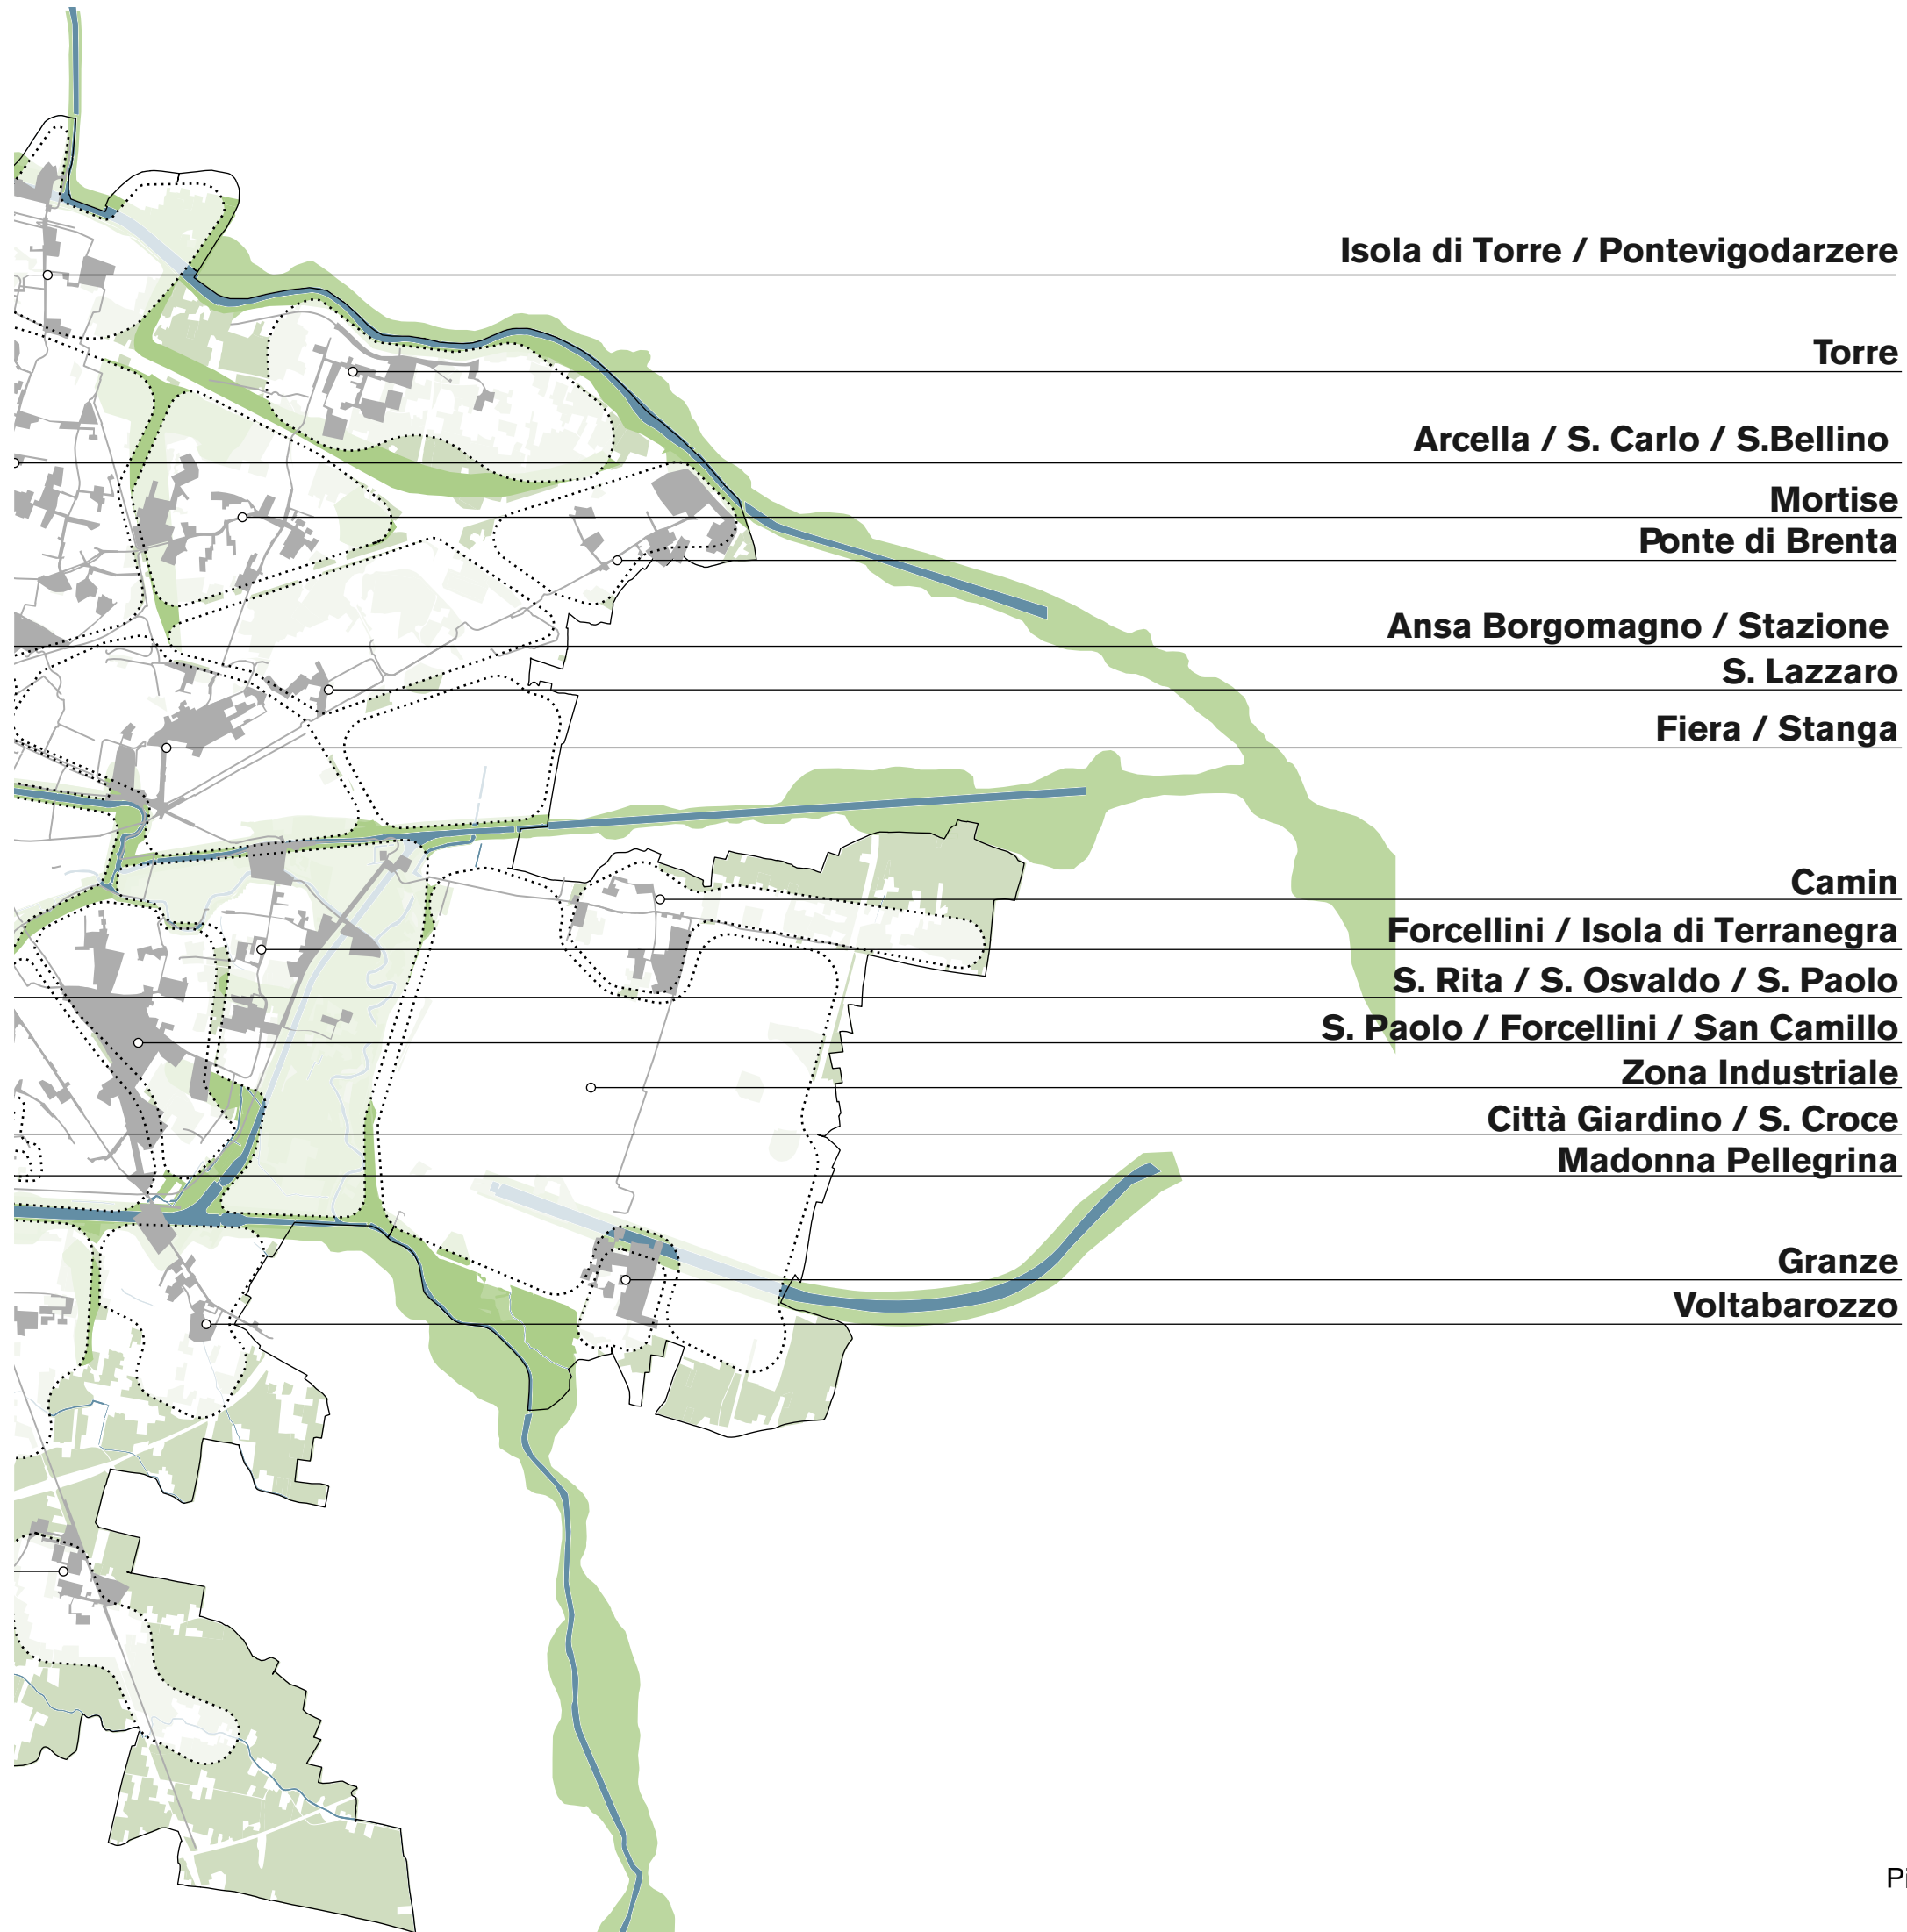 Isola di Torre / Pontevigodarzere
Torre
Arcella / S. Carlo / S.Bellino
Mortise
Ponte di Brenta
Ansa Borgomagno / Stazione
S. Lazzaro
Fiera / Stanga
Camin
Forcellini / Isola di Terranegra
S. Rita / S. Osvaldo / S. Paolo
S. Paolo / Forcellini / San Camillo
Zona Industriale
Città Giardino / S. Croce
Madonna Pellegrina
Granze
Voltabarozzo